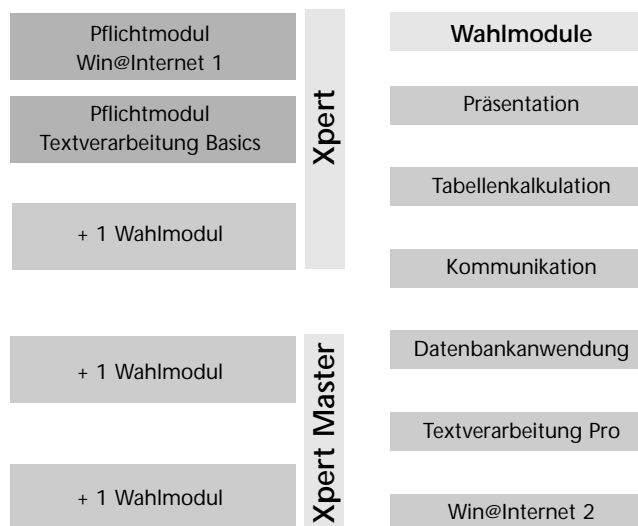 Pflichtmodul
Win@Internet 1
Pflichtmodul
Textverarbeitung Basics
+ 1 Wahlmodul
Xpert
+ 1 Wahlmodul
+ 1 Wahlmodul
Xpert Master
Wahlmodule
Präsentation
Tabellenkalkulation
Kommunikation
Datenbankanwendung
Textverarbeitung Pro
Win@Internet 2